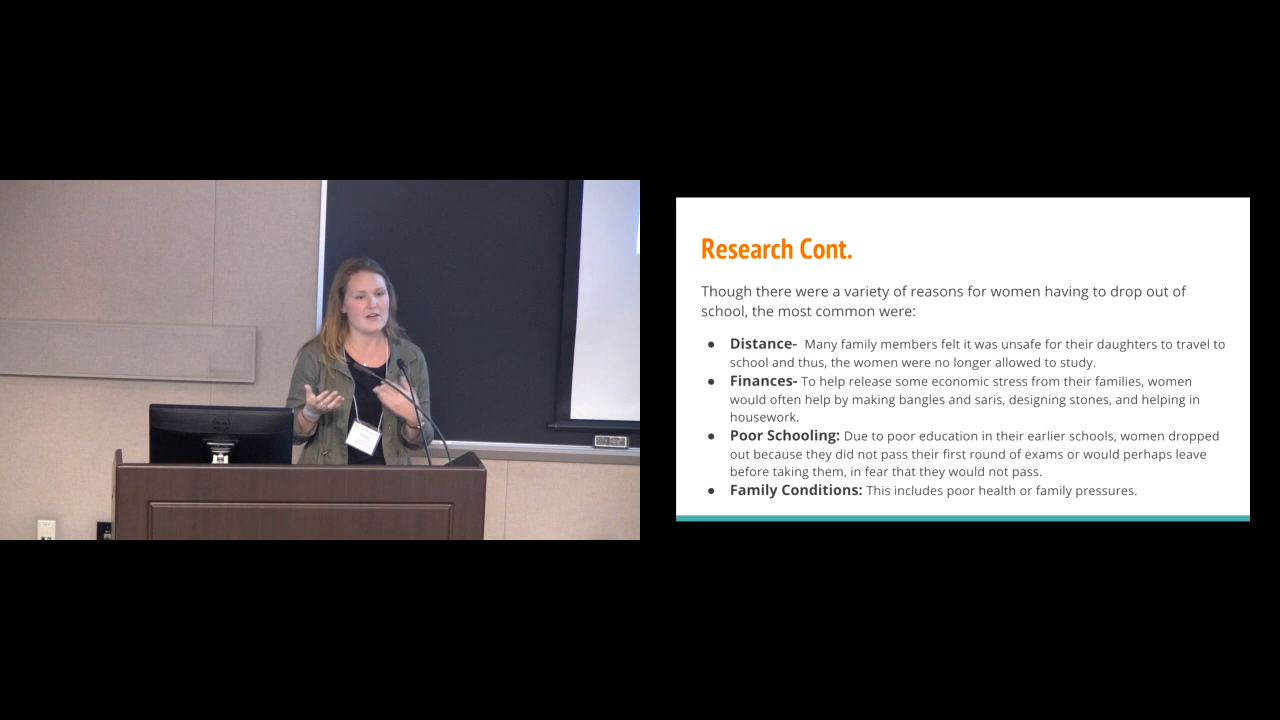 Research Cont.
Though there were a variety of reasons for women having to drop out of
school, the most common were:
● Distance- Many family members felt it was unsafe for their daughters to travel to
school and thus, the women were no longer allowed to study.
● Finances- To help release some economic stress from their families, women
would often help by making bangles and saris, designing stones, and helping in
housework.
● Poor Schooling: Due to poor education in their earlier schools, women dropped
out because they did not pass their first round of exams or would perhaps leave
before taking them, in fear that they would not pass.
● Family Conditions: This includes poor health or family pressures.